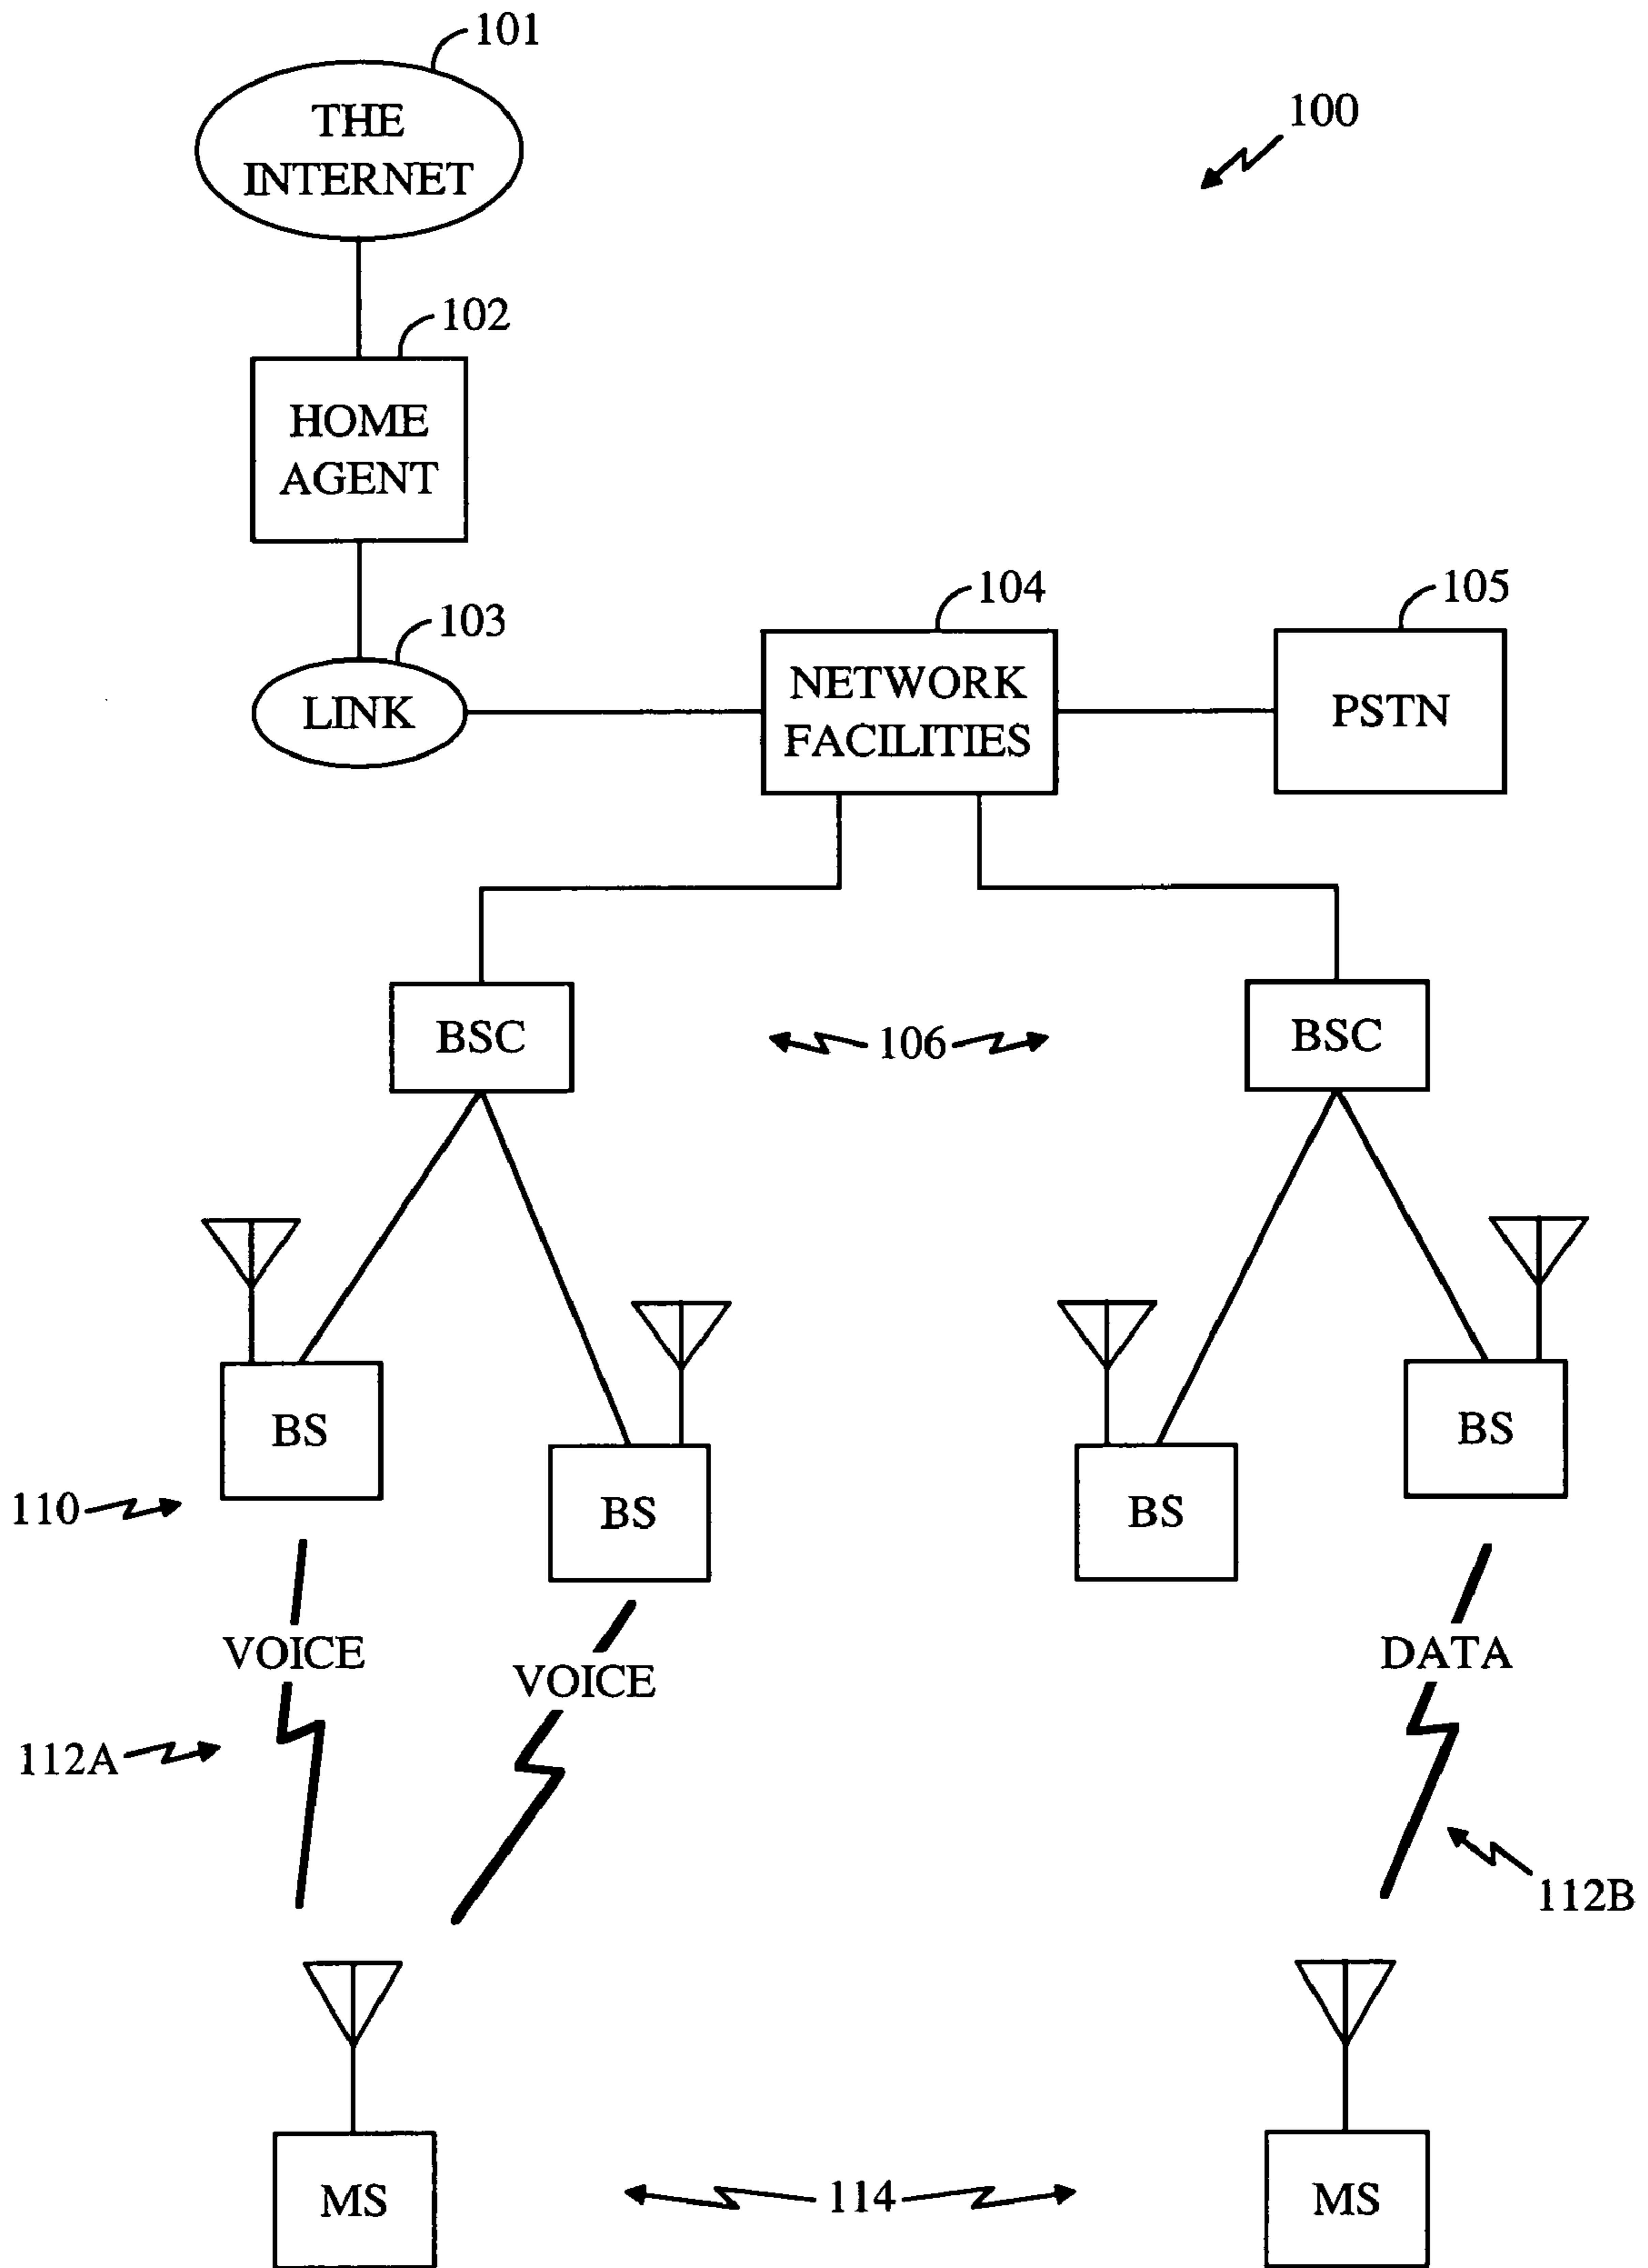 101
THE
INTERNET
100
102
HOME
AGENT
103
LINK
104
NETWORK
FACILITIES
105
PSTN
BSC
106
BSC
BS
BS
BS
BS
110
VOICE
VOICE
DATA
112A
112B
MS
114
MS